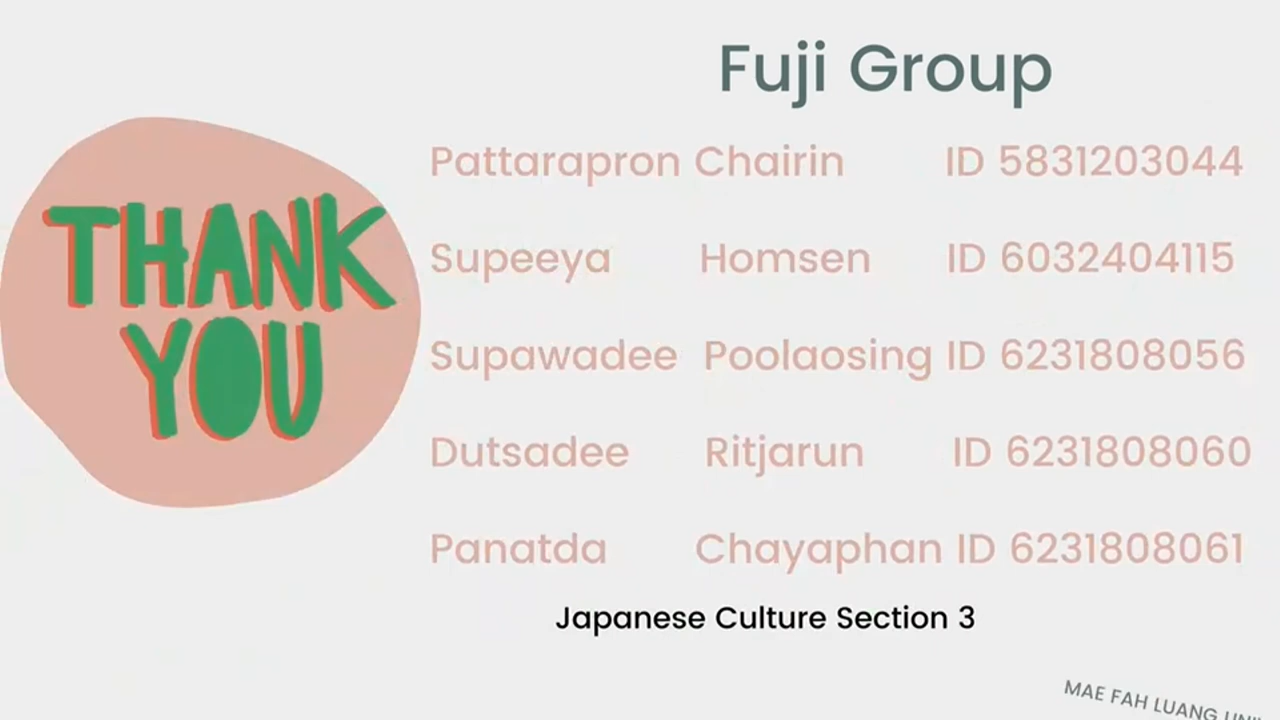 Fuji Group
THANK
YOU
Pattarapron Chairin ID 5831203044
Supeeya Homsen ID 6032404115
Supawadee Poolaosing ID 6231808056
Dutsadee Ritjarun ID 6231808060
Panatda Chayaphan ID 6231808061
Japanese Culture Section 3
MAE FAH LUANG